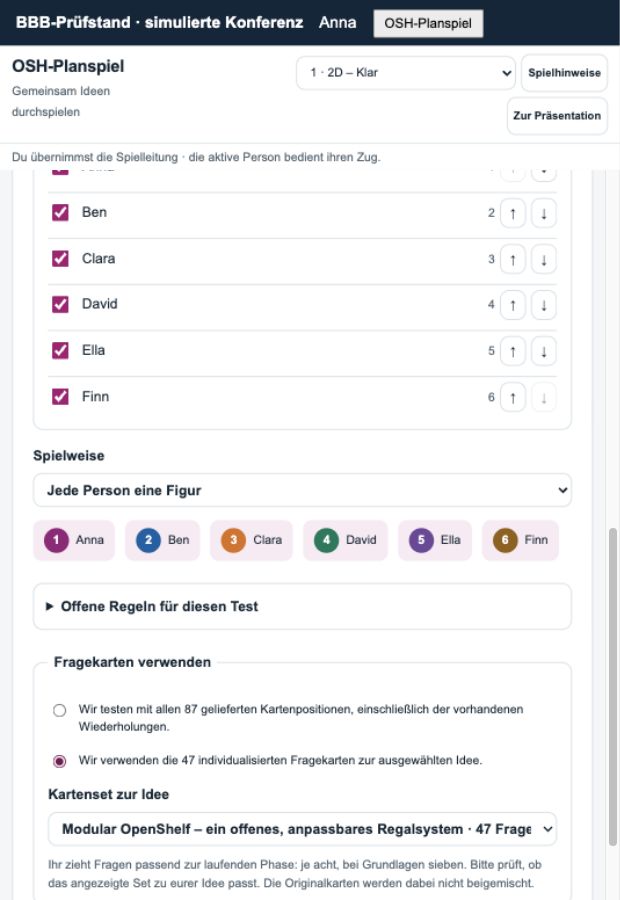 BBB-Prüfstand · simulierte Konferenz Anna OSH-Planspiel
OSH-Planspiel
Gemeinsam Ideen
durchspielen
1 · 2D – Klar
Spielhinweise
Zur Präsentation
Du übernimmst die Spielleitung · die aktive Person bedient ihren Zug.
Ben 2 ↑ ↓
Clara 3 ↑ ↓
David 4 ↑ ↓
Ella 5 ↑ ↓
Finn 6 ↑ ↓
Spielweise
Jede Person eine Figur
1 Anna 2 Ben 3 Clara 4 David 5 Ella 6 Finn
Offene Regeln für diesen Test
Fragekarten verwenden
Wir testen mit allen 87 gelieferten Kartenpositionen, einschließlich der vorhandenen
Wiederholungen.
Wir verwenden die 47 individualisierten Fragekarten zur ausgewählten Idee.
Kartenset zur Idee
Modular OpenShelf – ein offenes, anpassbares Regalsystem · 47 Frage
Ihr zieht Fragen passend zur laufenden Phase: je acht, bei Grundlagen sieben. Bitte prüft, ob
das angezeigte Set zu eurer Idee passt. Die Originalkarten werden dabei nicht beigemischt.